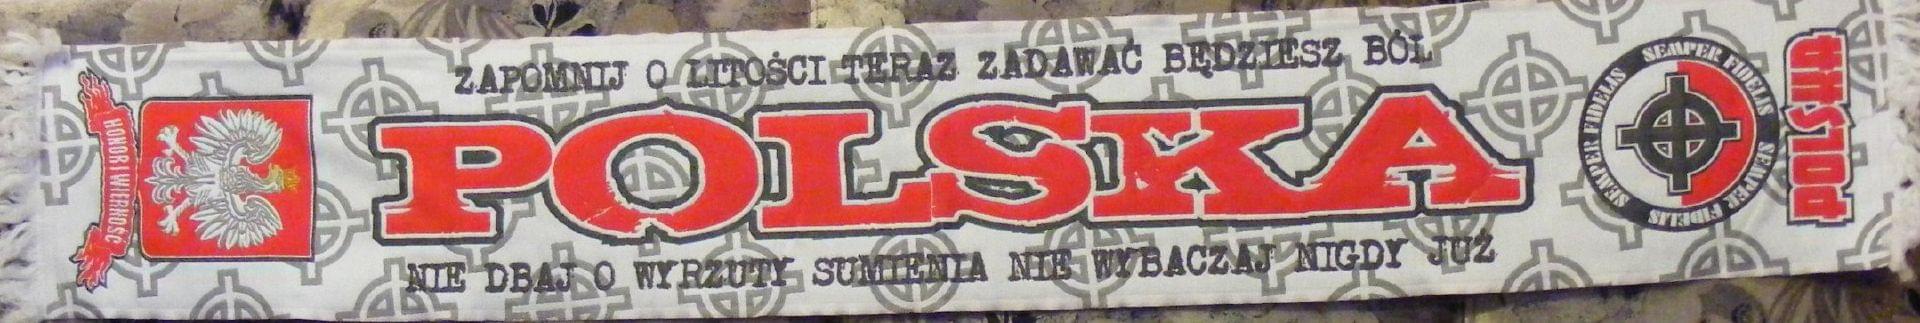 ZAPOMNIJ O LITOŚCI TERAZ ZADAWAĆ BĘDZIESZ BÓL
HONOR I WIERNOŚĆ
POLSKA
SEMPER FIDELIS SEMPER FIDELIS SEMPER FIDELIS
POLSKA
NIE DBAJ O WYRZUTY SUMIENIA NIE WYBACZAJ NIGDY JUŻ